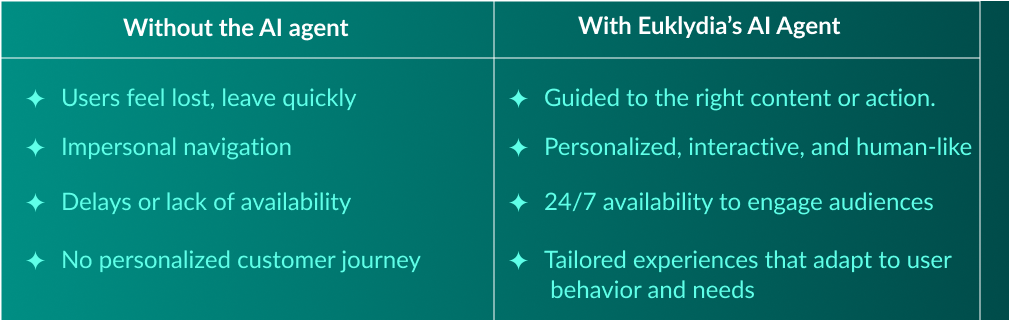 Without the AI agent
With Euklydia's AI Agent
Users feel lost, leave quickly
Guided to the right content or action.
Impersonal navigation
Personalized, interactive, and human-like
Delays or lack of availability
24/7 availability to engage audiences
No personalized customer journey
Tailored experiences that adapt to user
behavior and needs